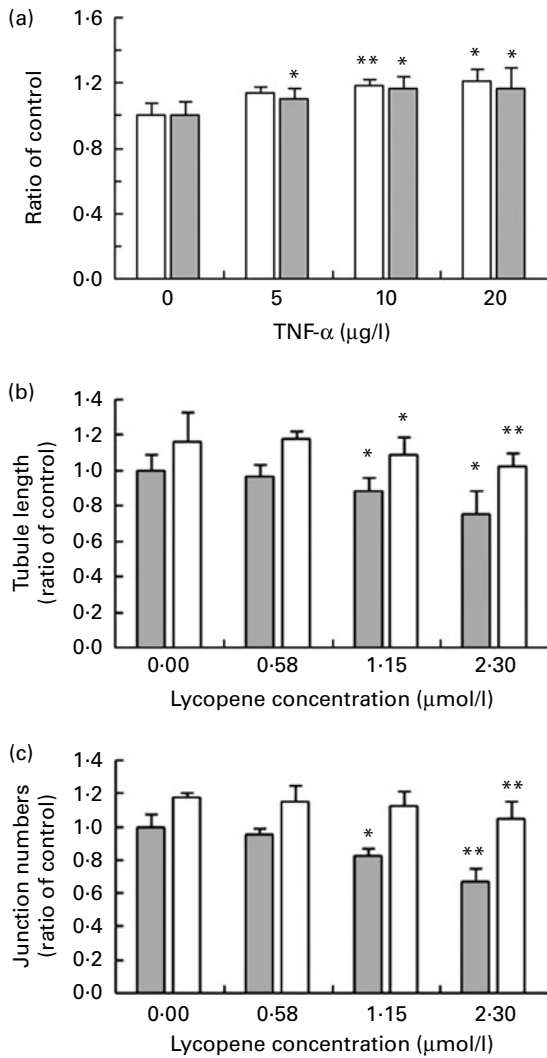 (a)
1·6
1·2
0·8
0·4
0·0
Ratio of control
* ** * * *
0 5 10 20
TNF-α (μg/l)
(b)
1·4
1·2
1·0
0·8
0·6
0·4
0·2
0·0
Tubule length
(ratio of control)
* * * **
0·00 0·58 1·15 2·30
Lycopene concentration (μmol/l)
(c)
1·4
1·2
1·0
0·8
0·6
0·4
0·2
0·0
Junction numbers
(ratio of control)
* ** **
0·00 0·58 1·15 2·30
Lycopene concentration (μmol/l)